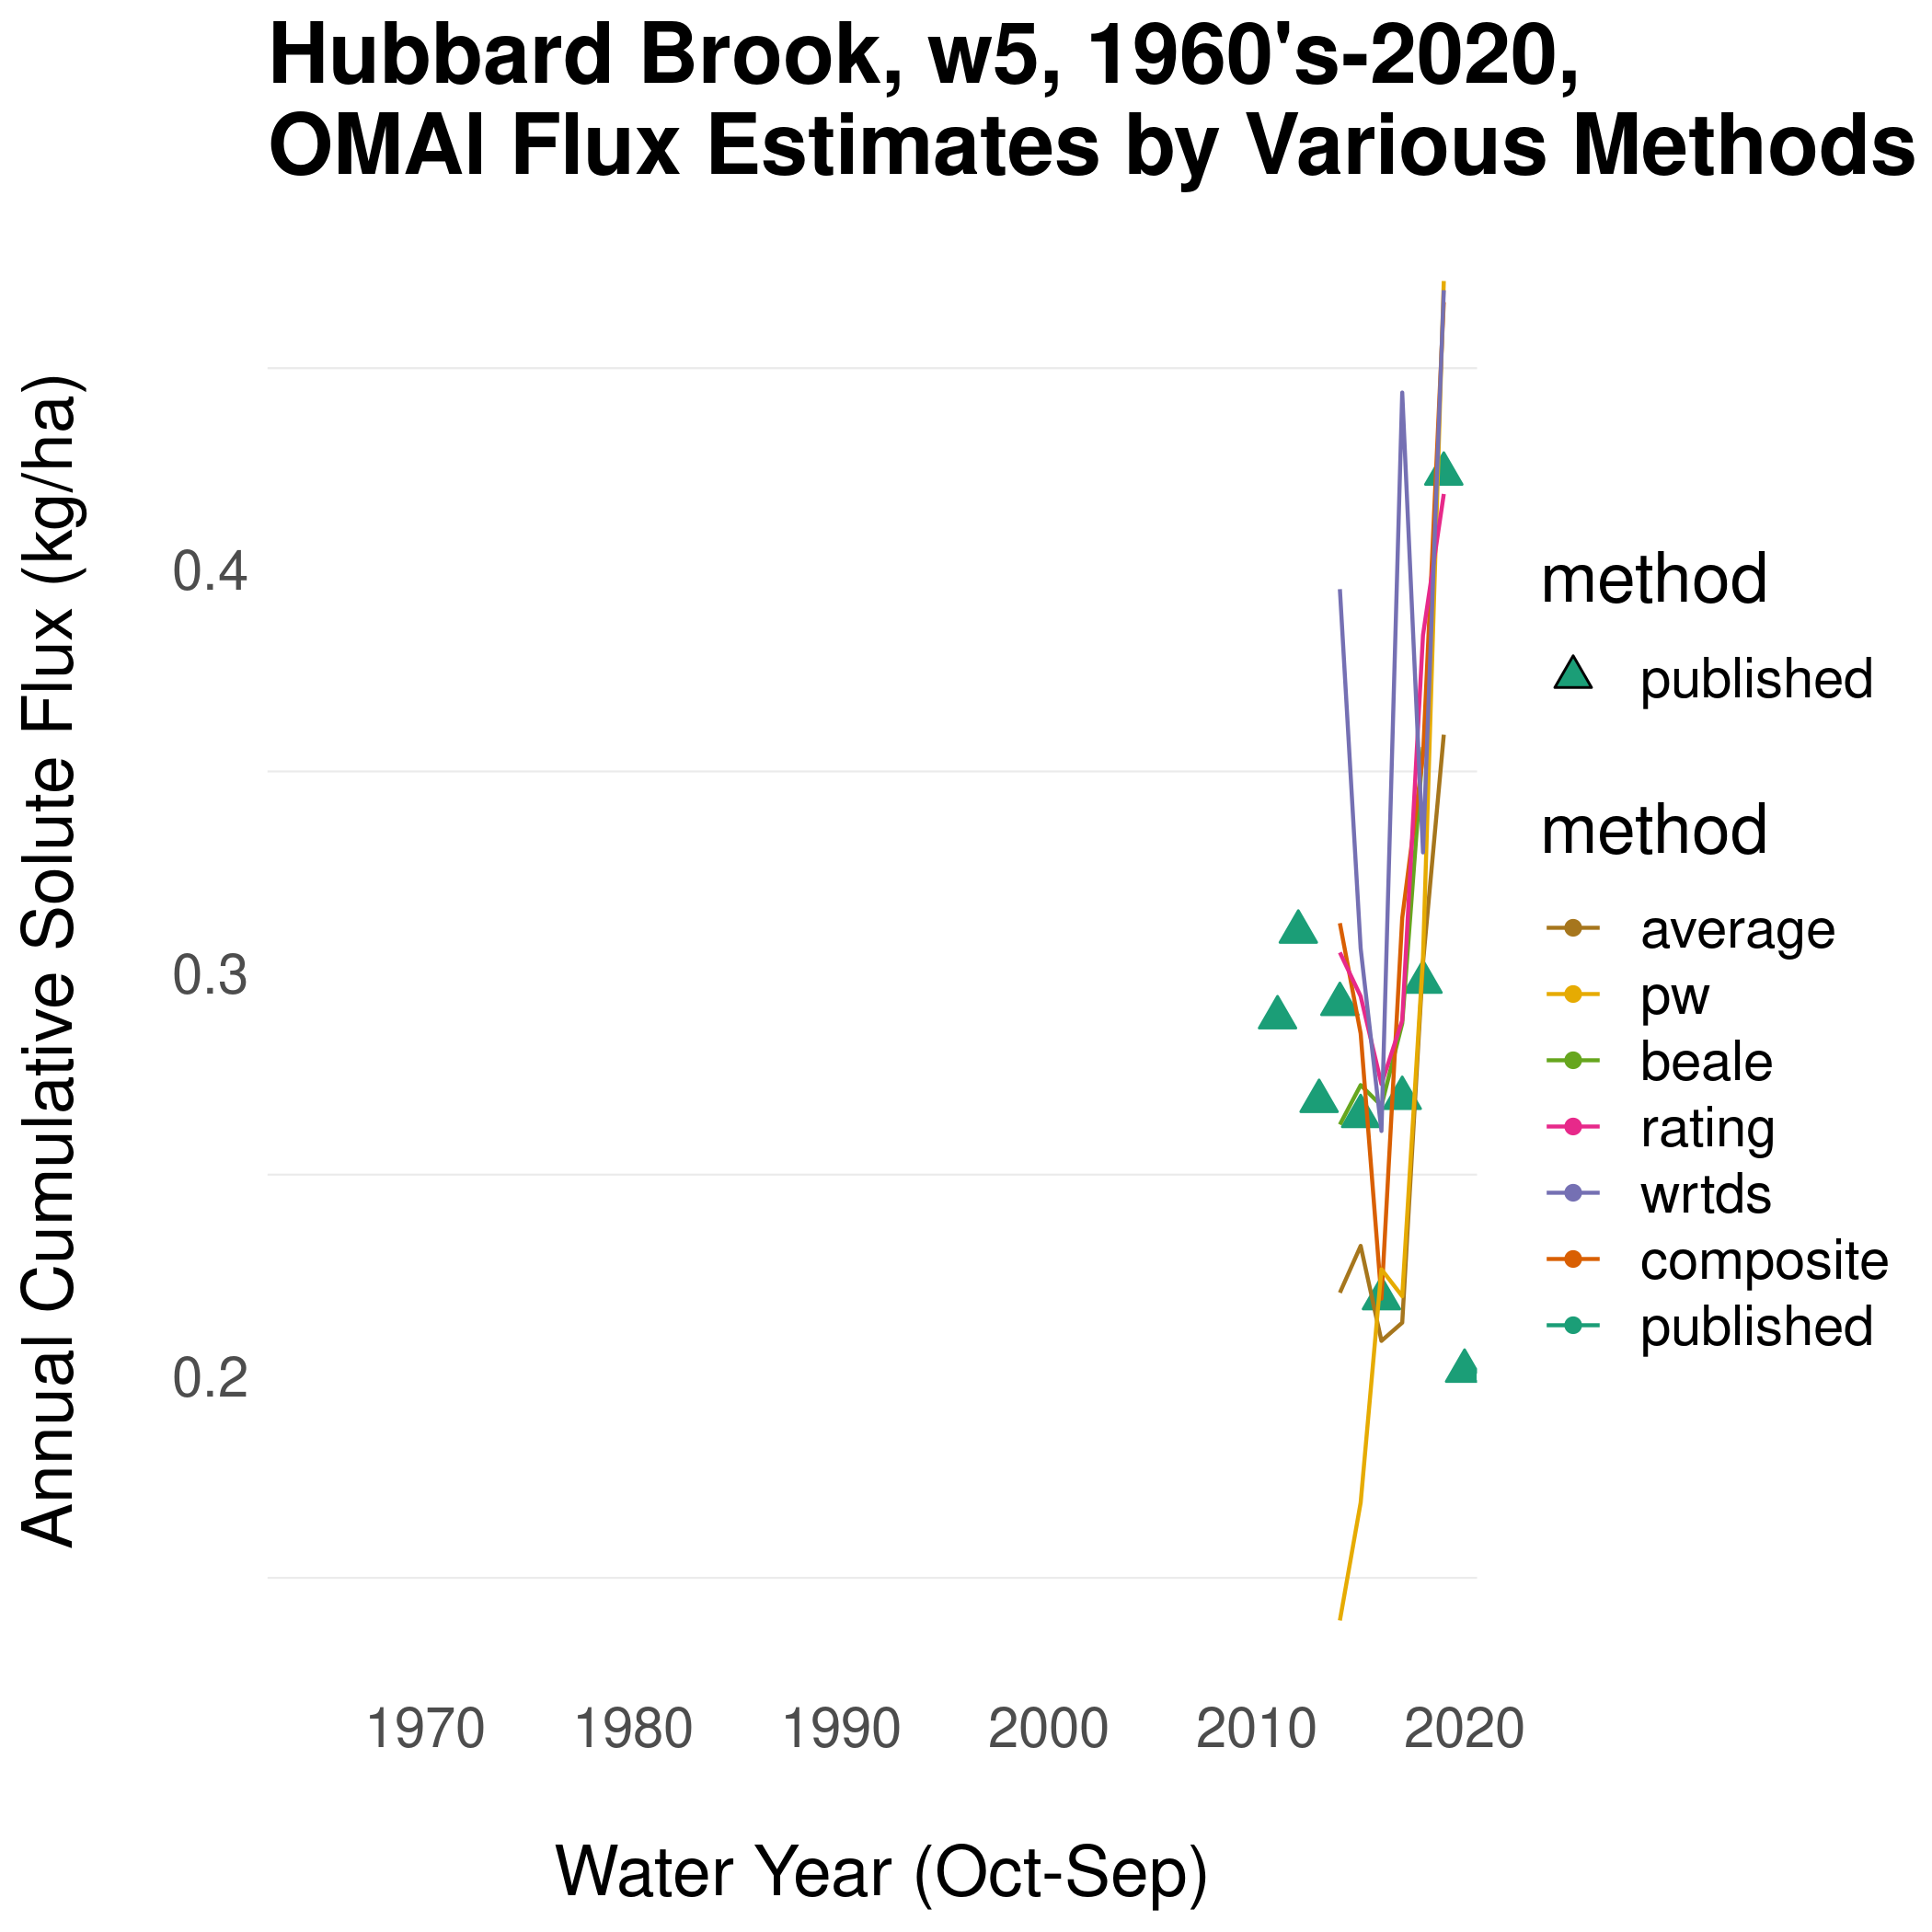 Hubbard Brook, w5, 1960's-2020,
OMAl Flux Estimates by Various Methods
Annual Cumulative Solute Flux (kg/ha)
0.4
0.3
0.2
1970 1980 1990 2000 2010 2020
Water Year (Oct-Sep)
method
published
method
average
pw
beale
rating
wrtds
composite
published